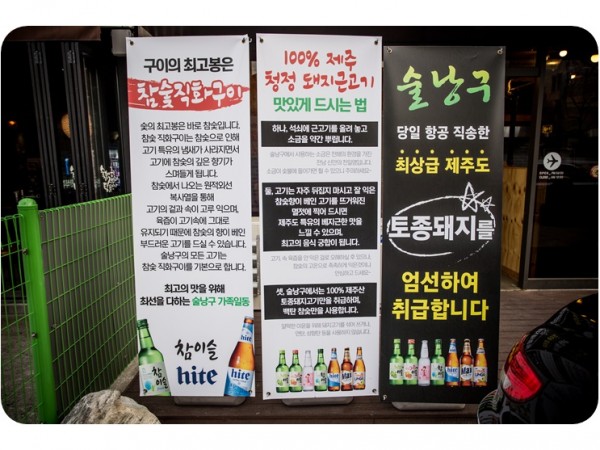 구이의 최고봉은
참숯직화구이
숯의 최고봉은 바로 참숯입니다.
참숯 직화구이는 참숯으로 인해
고기 특유의 냄새가 사라지면서
고기에 참숯의 깊은 향기가
스며들게 됩니다.
참숯에서 나오는 원적외선
복사열을 통해
고기의 겉과 속이 고루 익으며,
육즙이 고기속에 그대로
유지되기 때문에 참숯의 향이 베인
부드러운 고기를 드실 수 있습니다.
술낭구의 모든 고기는
참숯 직화구이를 기본으로 합니다.
최고의 맛을 위해
최선을 다하는 술낭구 가족일동
참이슬
hite
100% 제주
청정 돼지근고기
맛있게 드시는 법
하나, 석쇠에 근고기를 올려 놓고
소금을 약간 뿌립니다.
둘, 고기는 자주 뒤집지 마시고 잘 익은
참숯향이 베인 고기를 뜨거워진
멜젓에 찍어 드시면
제주도 특유의 베지근한 맛을
느낄 수 있으며,
최고의 음식 궁합이 됩니다.
셋, 술낭구에서는 100% 제주산
토종돼지고기만을 취급하며,
백탄 참숯만을 사용합니다.
술낭구
당일 항공 직송한
최상급 제주도
토종돼지를
엄선하여
취급합니다